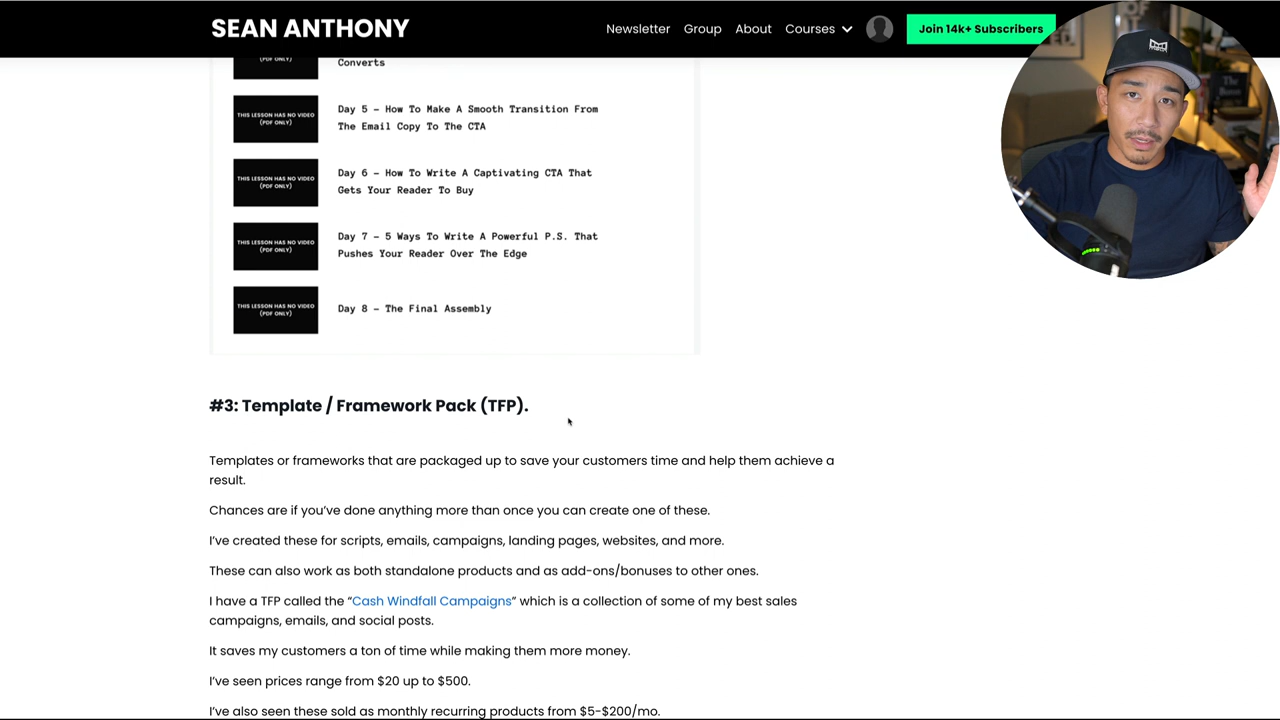 SEAN ANTHONY
Newsletter
Group
About
Courses
Join 14k+ Subscribers
(PDF ONLY)
Converts
THIS LESSON HAS NO VIDEO
(PDF ONLY)
Day 5 – How To Make A Smooth Transition From
The Email Copy To The CTA
THIS LESSON HAS NO VIDEO
(PDF ONLY)
Day 6 – How To Write A Captivating CTA That
Gets Your Reader To Buy
THIS LESSON HAS NO VIDEO
(PDF ONLY)
Day 7 – 5 Ways To Write A Powerful P.S. That
Pushes Your Reader Over The Edge
THIS LESSON HAS NO VIDEO
(PDF ONLY)
Day 8 – The Final Assembly
#3: Template / Framework Pack (TFP).
Templates or frameworks that are packaged up to save your customers time and help them achieve a
result.
Chances are if you’ve done anything more than once you can create one of these.
I’ve created these for scripts, emails, campaigns, landing pages, websites, and more.
These can also work as both standalone products and as add-ons/bonuses to other ones.
I have a TFP called the “Cash Windfall Campaigns” which is a collection of some of my best sales
campaigns, emails, and social posts.
It saves my customers a ton of time while making them more money.
I’ve seen prices range from $20 up to $500.
I’ve also seen these sold as monthly recurring products from $5-$200/mo.